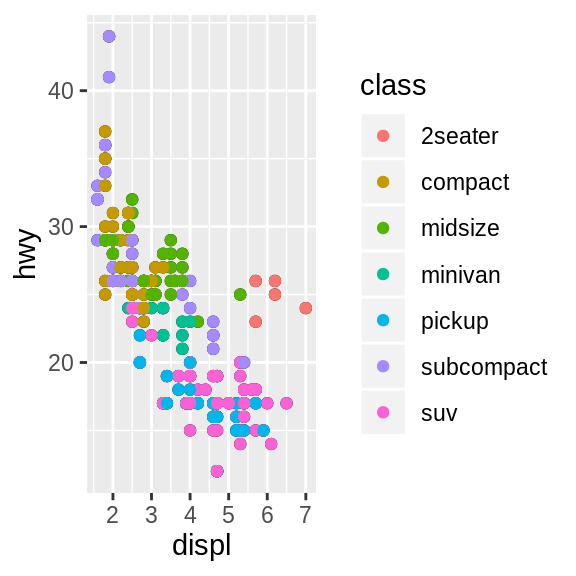 class
2seater
compact
midsize
minivan
pickup
subcompact
suv
hwy
40
30
20
2 3 4 5 6 7
displ